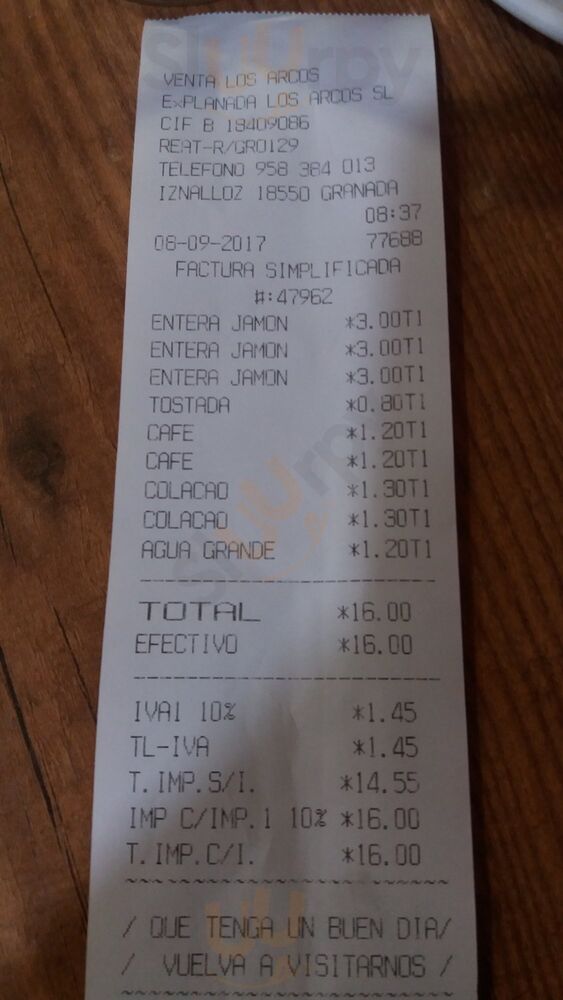 VENTA LOS ARCOS
ExPLANADA LOS ARCOS SL
CIF B 18409086
REAT-R/GR0129
TELEFONO 958 384 013
IZNALLOZ 18550 GRANADA
08:37
08-09-2017 77688
FACTURA SIMPLIFICADA
#:47962
ENTERA JAMON *3.00T1
ENTERA JAMON *3.00T1
ENTERA JAMON *3.00T1
TOSTADA *0.80T1
CAFE *1.20T1
CAFE *1.20T1
COLACAO *1.30T1
COLACAO *1.30T1
AGUA GRANDE *1.20T1
TOTAL *16.00
EFECTIVO *16.00
IVA1 10% *1.45
TL-IVA *1.45
T.IMP.S/I. *14.55
IMP C/IMP.1 10% *16.00
T.IMP.C/I. *16.00
/ QUE TENGA UN BUEN DIA/
/ VUELVA A VISITARNOS /